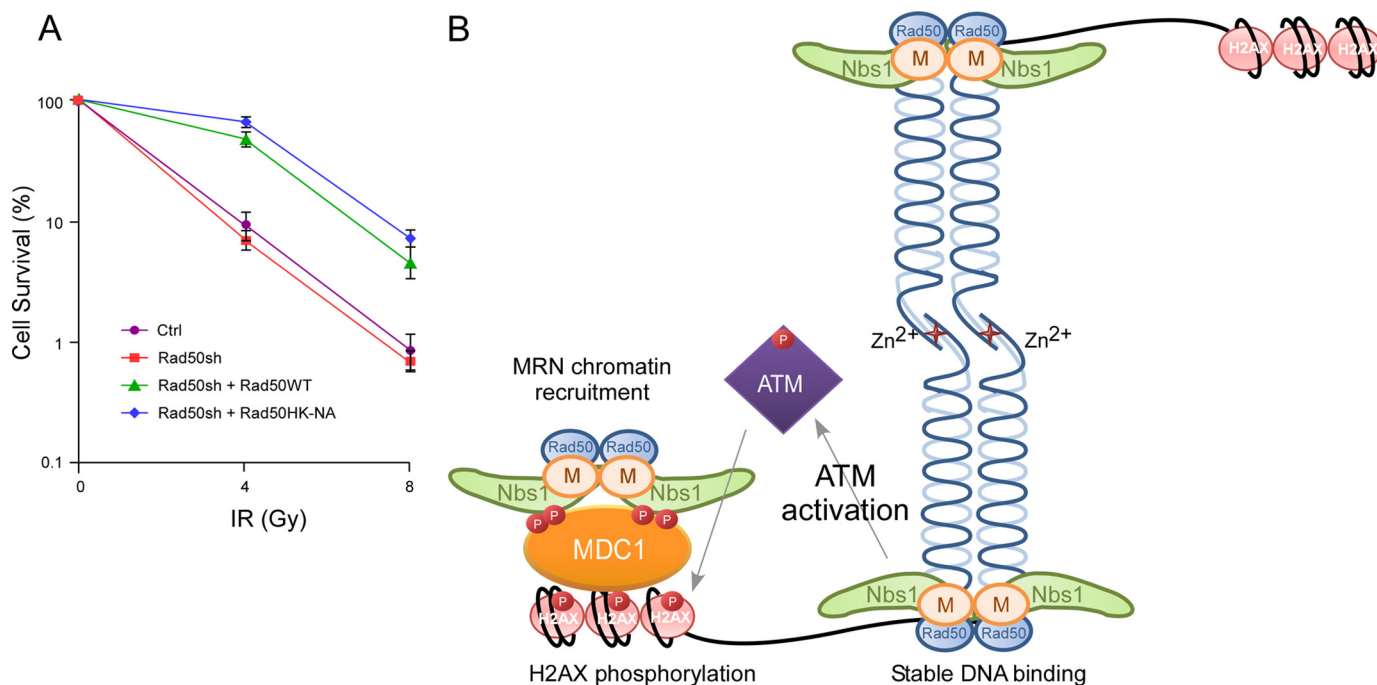 A
100
10
1
0.1
0
4
8
Cell Survival (%)
IR (Gy)
Ctrl
Rad50sh
Rad50sh + Rad50WT
Rad50sh + Rad50HK-NA
B
Rad50
Rad50
Nbs1
M
M
Nbs1
H2AX
H2AX
H2AX
Zn2+
Zn2+
MRN chromatin
recruitment
P
ATM
ATM
activation
Rad50
Rad50
Nbs1
M
M
Nbs1
P
P
P
P
MDC1
P
P
P
H2AX
H2AX
H2AX
H2AX phosphorylation
Nbs1
M
M
Nbs1
Rad50
Rad50
Stable DNA binding